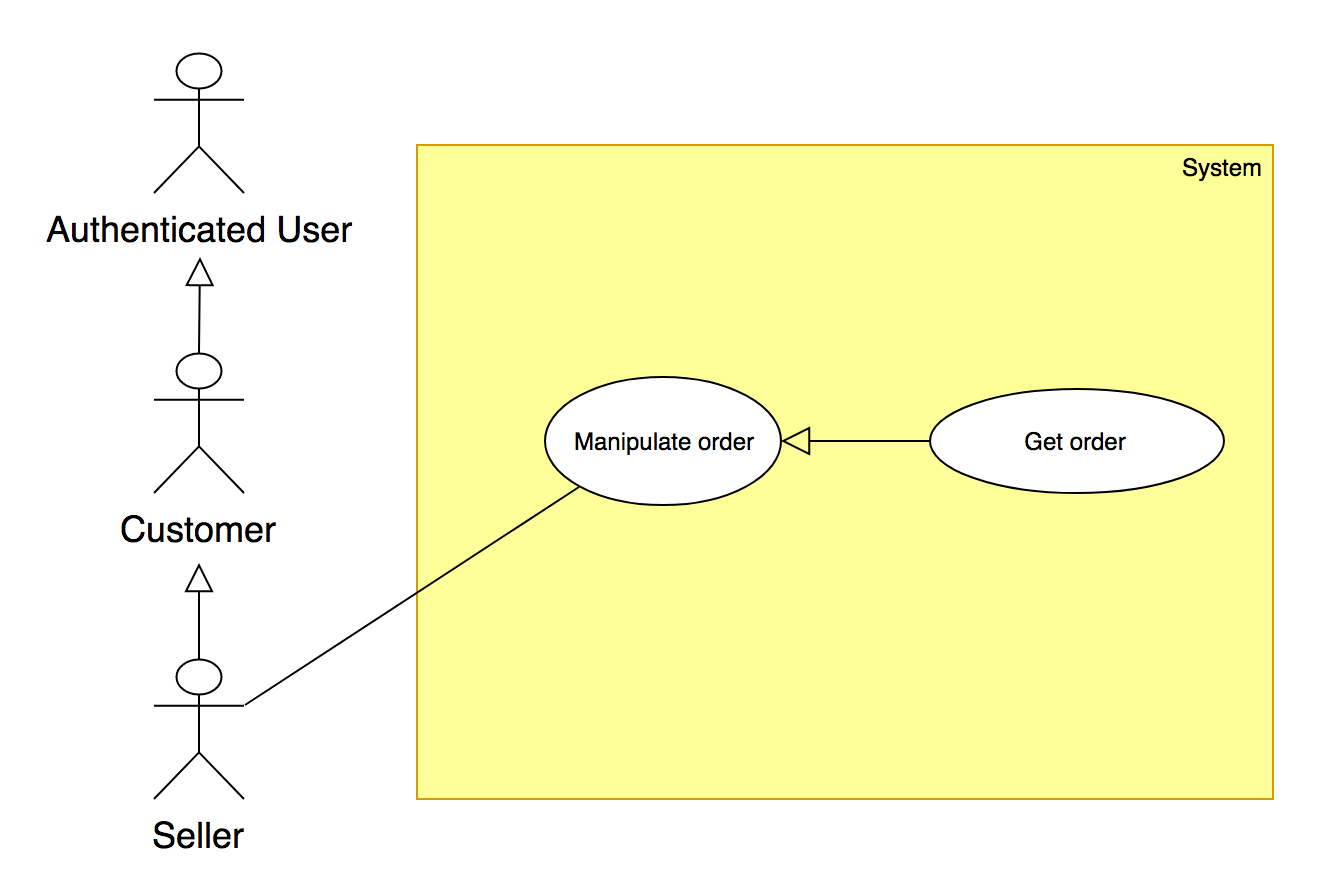 System
Authenticated User
Manipulate order
Get order
Customer
Seller